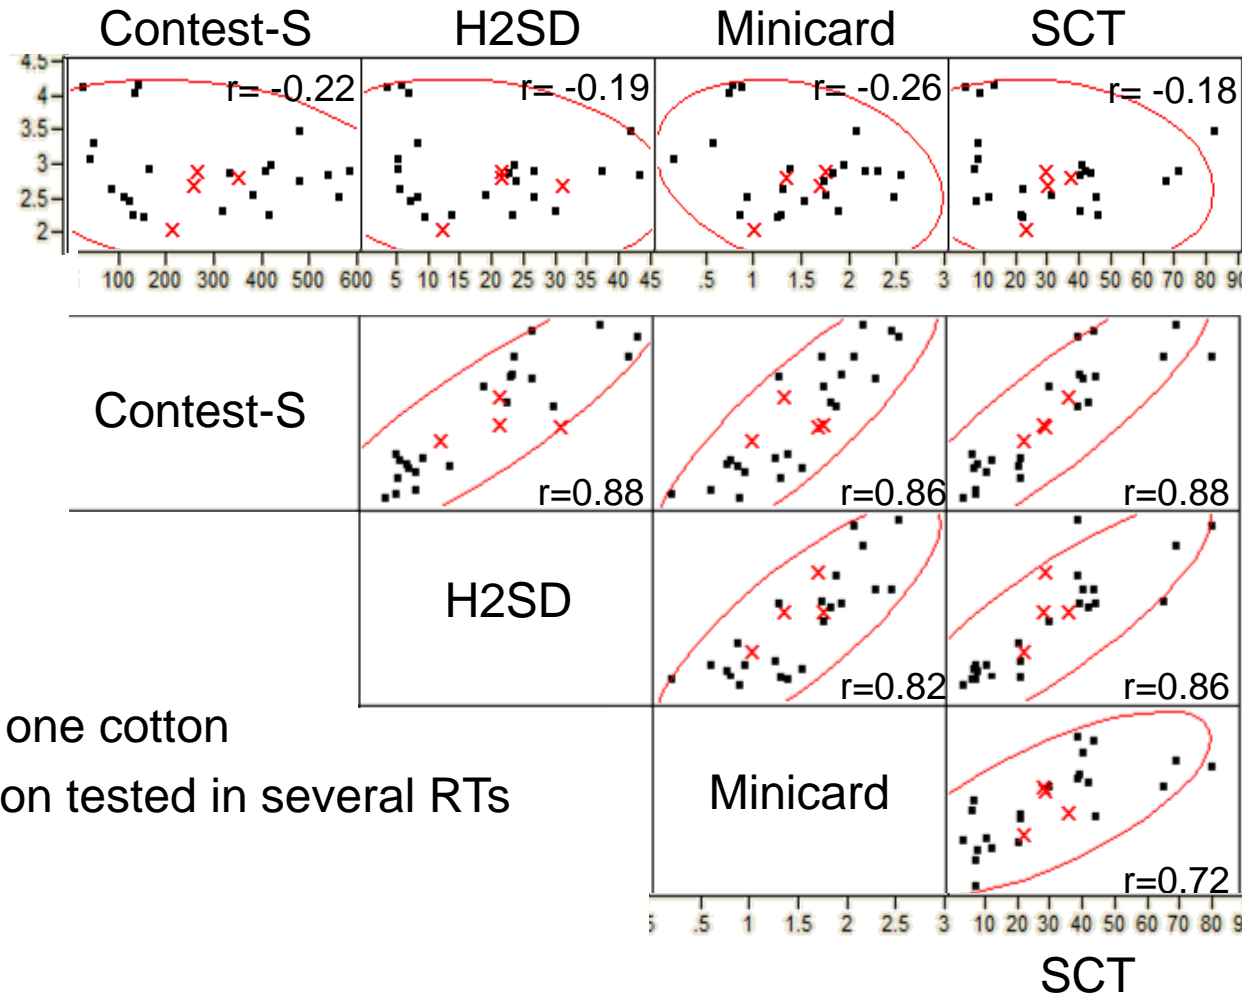 Contest-S H2SD Minicard SCT
4.5
4
3.5
3
2.5
2
r= -0.22 r= -0.19 r= -0.26 r= -0.18
100 200 300 400 500 600 5 10 15 20 25 30 35 40 45 .5 1 1.5 2 2.5 3 10 20 30 40 50 60 70 80 90
Contest-S
r=0.88 r=0.86 r=0.88
H2SD
r=0.82 r=0.86
one cotton
on tested in several RTs
Minicard
r=0.72
.5 1 1.5 2 2.5 3 10 20 30 40 50 60 70 80 9
SCT